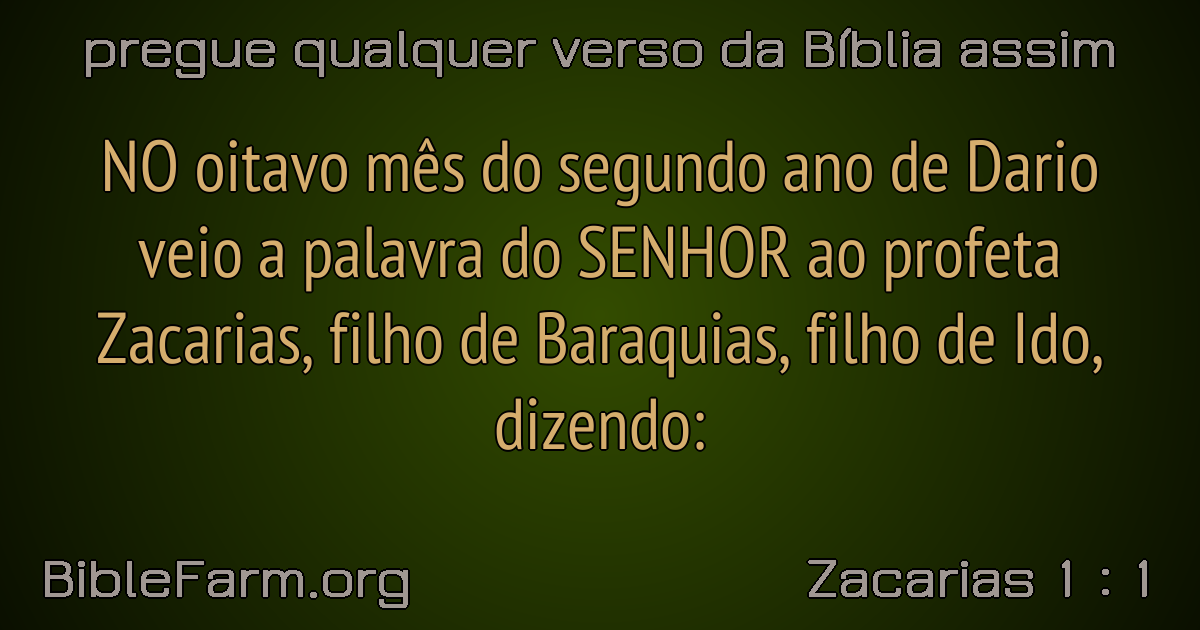 pregue qualquer verso da Bíblia assim
NO oitavo mês do segundo ano de Dario
veio a palavra do SENHOR ao profeta
Zacarias, filho de Baraquias, filho de Ido,
dizendo:
BibleFarm.org
Zacarias 1 : 1